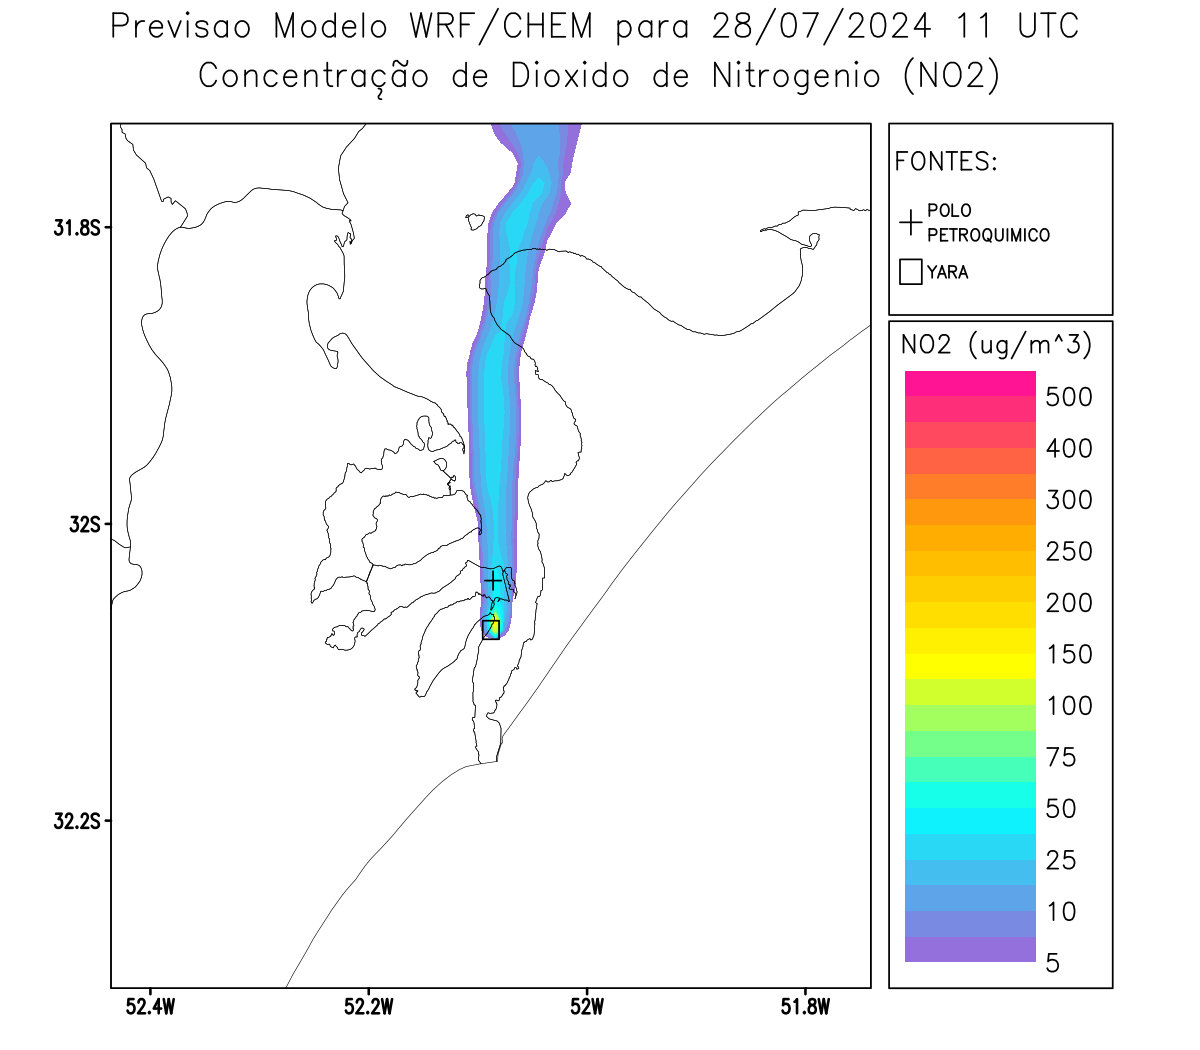 Previsao Modelo WRF/CHEM para 28/07/2024 11 UTC
Concentração de Dioxido de Nitrogenio (NO2)
FONTES:
POLO
PETROQUIMICO
YARA
NO2 (ug/m^3)
500
400
300
250
200
150
100
75
50
25
10
5
31.8S
32S
32.2S
52.4W
52.2W
52W
51.8W